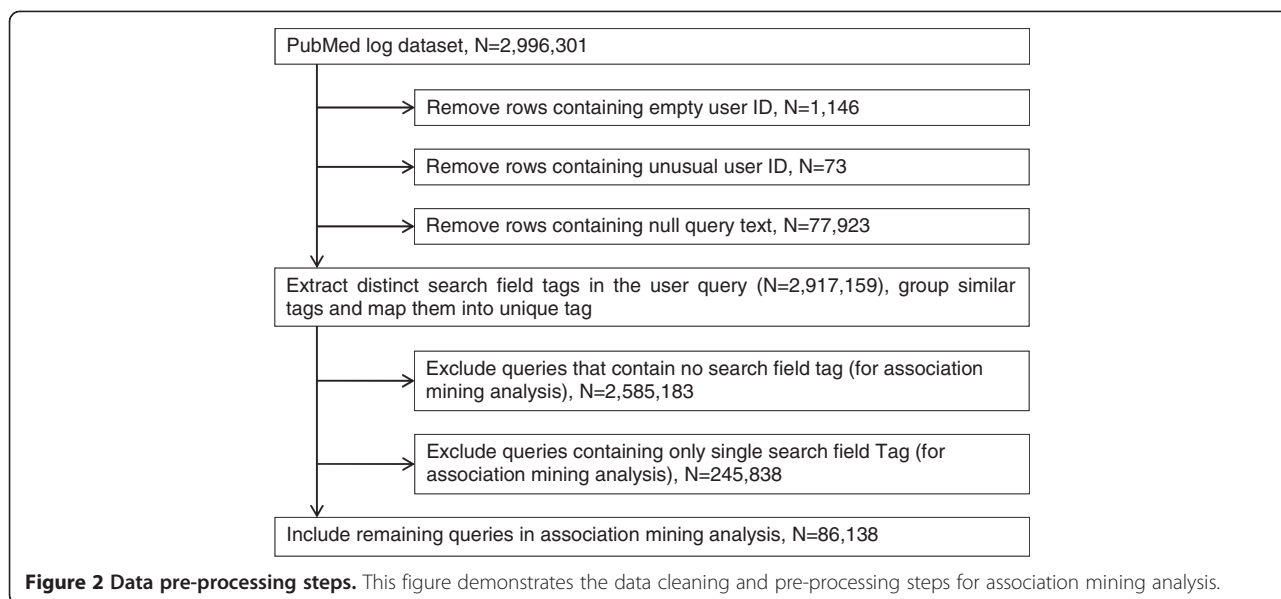 PubMed log dataset, N=2,996,301
Remove rows containing empty user ID, N=1,146
Remove rows containing unusual user ID, N=73
Remove rows containing null query text, N=77,923
Extract distinct search field tags in the user query (N=2,917,159), group similar
tags and map them into unique tag
Exclude queries that contain no search field tag (for association
mining analysis), N=2,585,183
Exclude queries containing only single search field Tag (for
association mining analysis), N=245,838
Include remaining queries in association mining analysis, N=86,138
Figure 2 Data pre-processing steps. This figure demonstrates the data cleaning and pre-processing steps for association mining analysis.